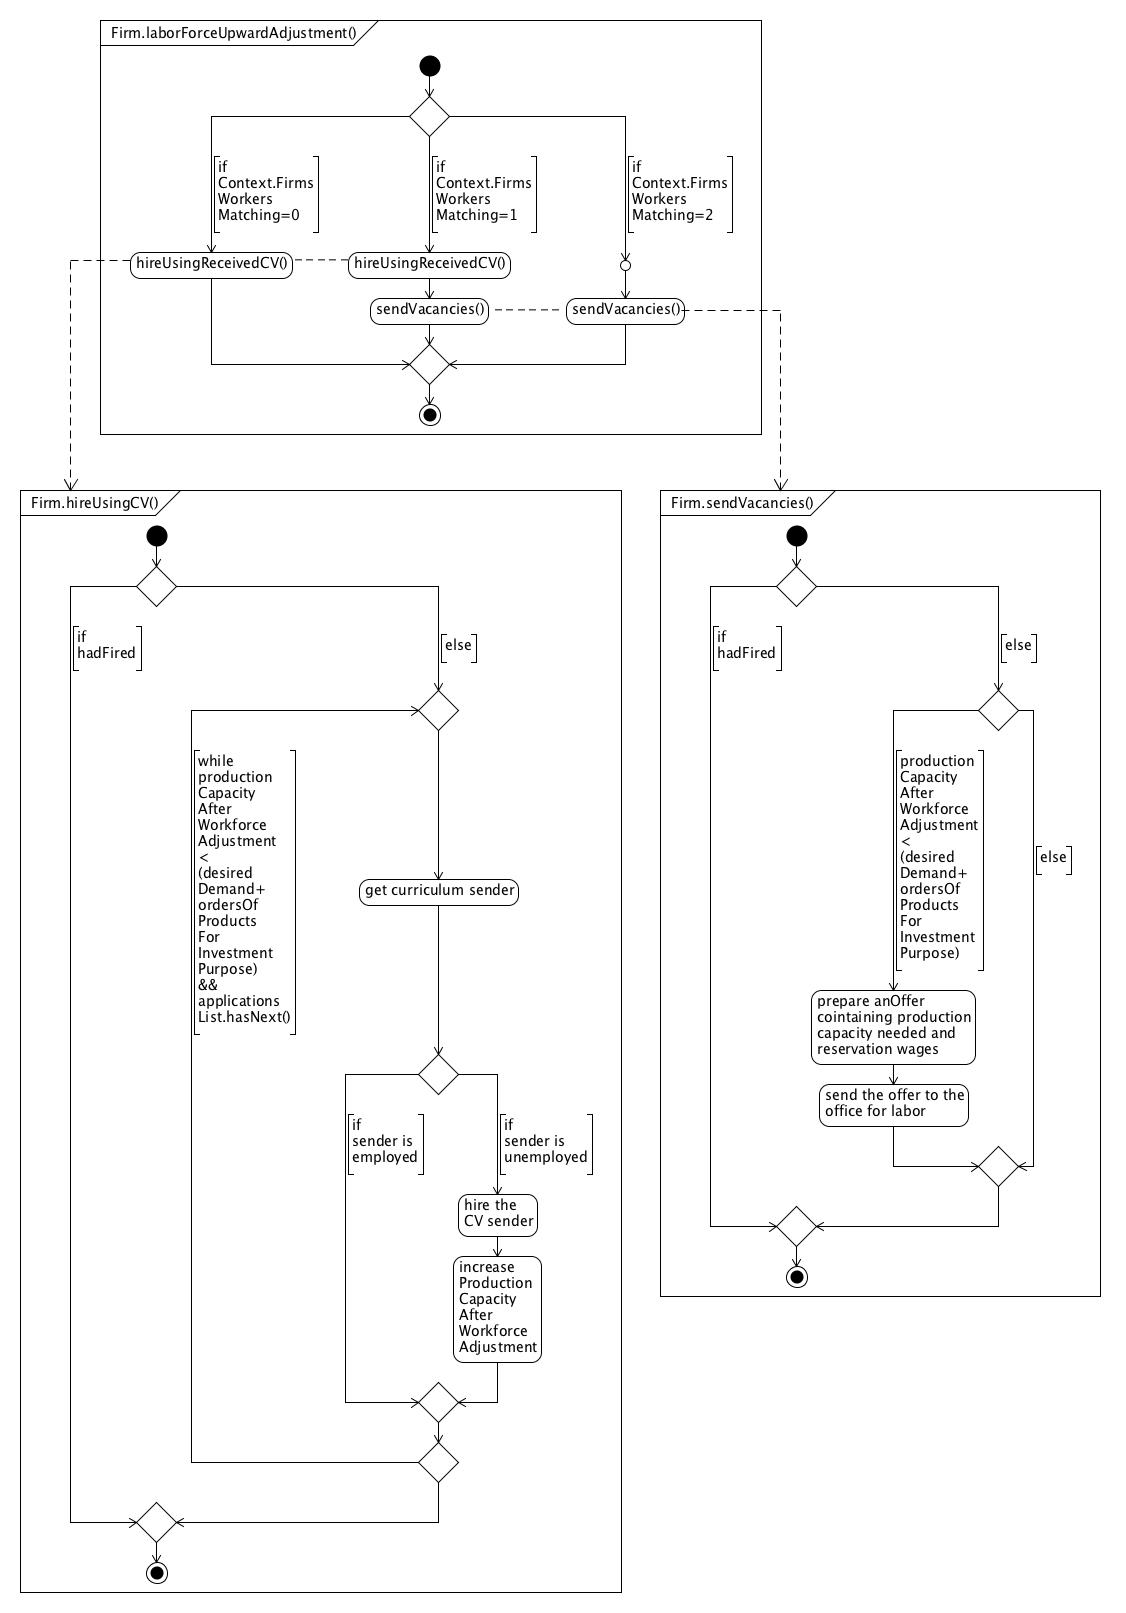 Firm.laborForceUpwardAdjustment()
if
Context.Firms
Workers
Matching=0
if
Context.Firms
Workers
Matching=1
if
Context.Firms
Workers
Matching=2
hireUsingReceivedCV()
hireUsingReceivedCV()
sendVacancies()
sendVacancies()
Firm.hireUsingCV()
if
hadFired
else
while
production
Capacity
After
Workforce
Adjustment
<
(desired
Demand+
ordersOf
Products
For
Investment
Purpose)
&&
applications
List.hasNext()
get curriculum sender
if
sender is
employed
if
sender is
unemployed
hire the
CV sender
increase
Production
Capacity
After
Workforce
Adjustment
Firm.sendVacancies()
if
hadFired
else
production
Capacity
After
Workforce
Adjustment
<
(desired
Demand+
ordersOf
Products
For
Investment
Purpose)
else
prepare anOffer
cointaining production
capacity needed and
reservation wages
send the offer to the
office for labor